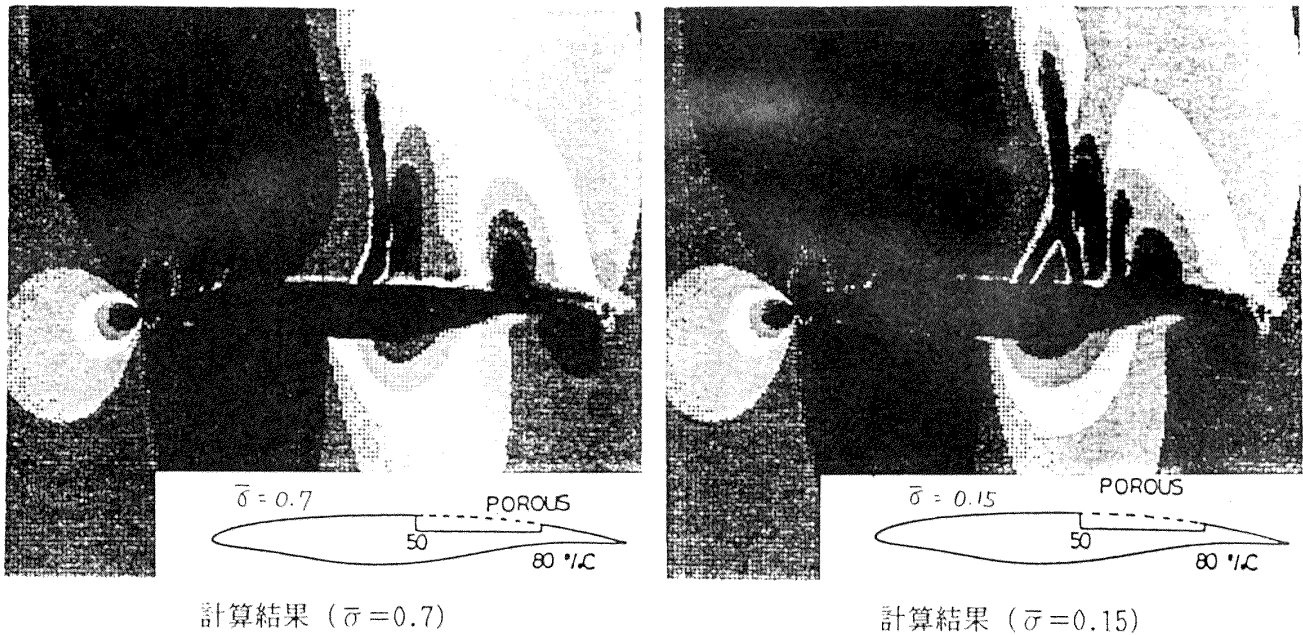 σ̄ = 0.7
POROUS
50
80 %C
計算結果 (σ̄=0.7)
σ̄ = 0.15
POROUS
50
80 %C
計算結果 (σ̄=0.15)